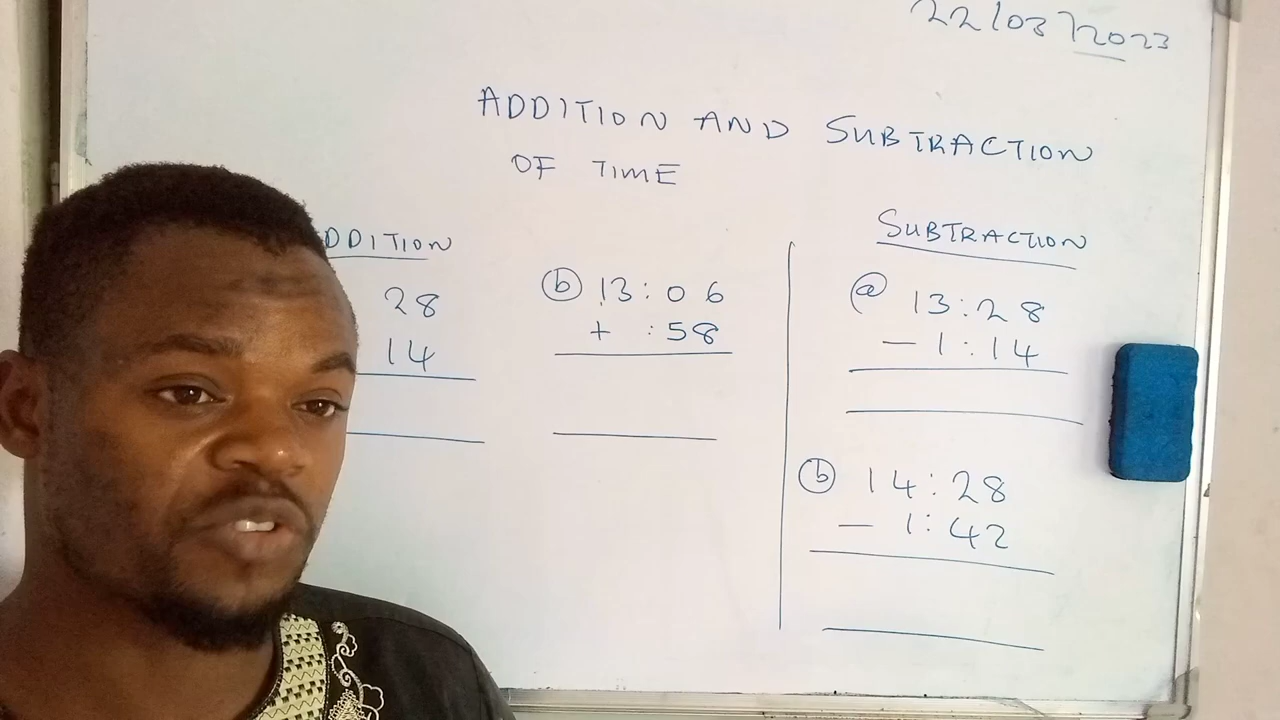 22/03/2023
ADDITION AND SUBTRACTION
OF TIME
DDITION
28
14
b 13:06
+ :58
SUBTRACTION
a 13:28
- 1:14
b 14:28
- 1:42